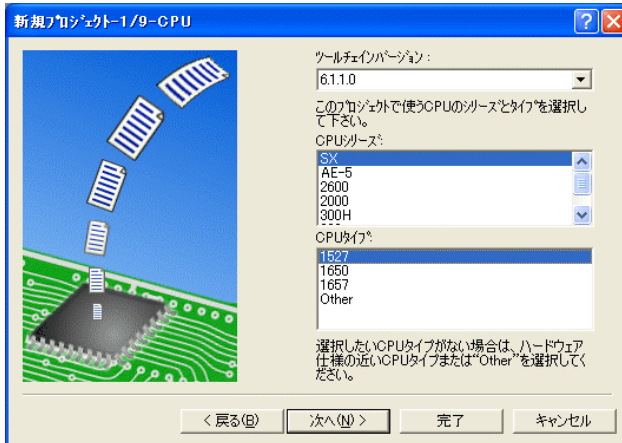 新規ﾌﾟﾛｼﾞｪｸﾄ-1/9-CPU
ﾂｰﾙﾁｪｲﾝﾊﾞｰｼﾞｮﾝ :
6.1.1.0
このﾌﾟﾛｼﾞｪｸﾄで使うCPUのｼﾘｰｽﾞとﾀｲﾌﾟを選択し
て下さい。
CPUｼﾘｰｽﾞ:
SX
AE-5
2600
2000
300H
CPUﾀｲﾌﾟ:
1527
1650
1657
Other
選択したいCPUタイプがない場合は、ハードウェア
仕様の近いCPUタイプまたは“Other”を選択してく
ださい。
< 戻る(B)
次へ(N) >
完了
キャンセル